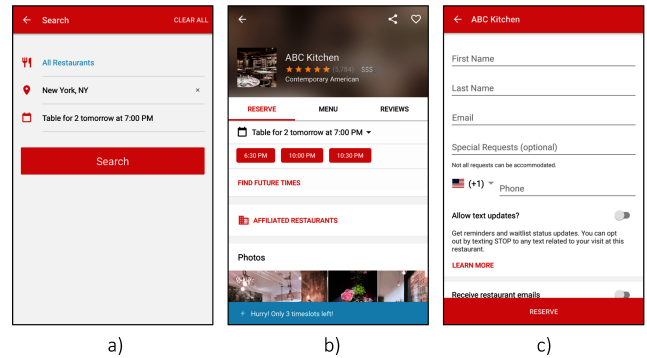 Search
CLEAR ALL
All Restaurants
New York, NY
×
Table for 2 tomorrow at 7:00 PM
Search
a)
ABC Kitchen
(5,784) $$$
Contemporary American
RESERVE MENU REVIEWS
Table for 2 tomorrow at 7:00 PM
6:30 PM 10:00 PM 10:30 PM
FIND FUTURE TIMES
AFFILIATED RESTAURANTS
Photos
+ Hurry! Only 3 timeslots left!
b)
ABC Kitchen
First Name
Last Name
Email
Special Requests (optional)
Not all requests can be accommodated.
(+1)
Phone
Allow text updates?
Get reminders and waitlist status updates. You can opt
out by texting STOP to any text related to your visit at this
restaurant.
LEARN MORE
Receive restaurant emails
RESERVE
c)